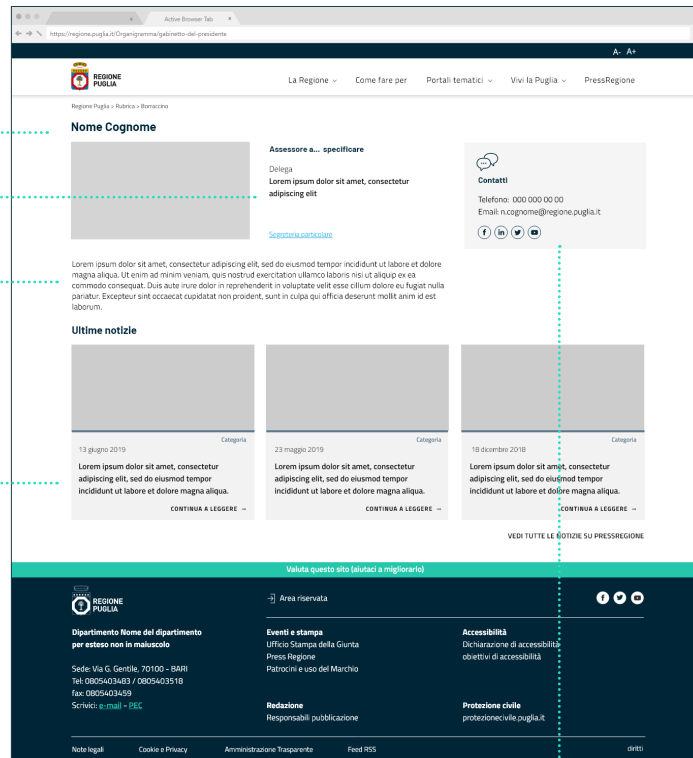 Active Browser Tab
https://regione.puglia.it/Organigramma/gabinetto-del-presidente
A- A+
REGIONE
PUGLIA
La Regione
Come fare per
Portali tematici
Vivi la Puglia
PressRegione
Regione Puglia > Rubrica > Borraccino
Nome Cognome
Assessore a... specificare
Delega
Lorem ipsum dolor sit amet, consectetur
adipiscing elit
Segreteria particolare
Contatti
Telefono: 000 000 00 00
Email: n.cognome@regione.puglia.it
Lorem ipsum dolor sit amet, consectetur adipiscing elit, sed do eiusmod tempor incididunt ut labore et dolore
magna aliqua. Ut enim ad minim veniam, quis nostrud exercitation ullamco laboris nisi ut aliquip ex ea
commodo consequat. Duis aute irure dolor in reprehenderit in voluptate velit esse cillum dolore eu fugiat nulla
pariatur. Excepteur sint occaecat cupidatat non proident, sunt in culpa qui officia deserunt mollit anim id est
laborum.
Ultime notizie
Categoria
13 giugno 2019
Lorem ipsum dolor sit amet, consectetur
adipiscing elit, sed do eiusmod tempor
incididunt ut labore et dolore magna aliqua.
CONTINUA A LEGGERE →
Categoria
23 maggio 2019
Lorem ipsum dolor sit amet, consectetur
adipiscing elit, sed do eiusmod tempor
incididunt ut labore et dolore magna aliqua.
CONTINUA A LEGGERE →
Categoria
18 dicembre 2018
Lorem ipsum dolor sit amet, consectetur
adipiscing elit, sed do eiusmod tempor
incididunt ut labore et dolore magna aliqua.
CONTINUA A LEGGERE →
VEDI TUTTE LE NOTIZIE SU PRESSREGIONE
Valuta questo sito (aiutaci a migliorarlo)
REGIONE
PUGLIA
Area riservata
Dipartimento Nome del dipartimento
per esteso non in maiuscolo
Sede: Via G. Gentile, 70100 - BARI
Tel: 0805403483 / 0805403518
fax: 0805403459
Scrivici: e-mail - PEC
Eventi e stampa
Ufficio Stampa della Giunta
Press Regione
Patrocini e uso del Marchio
Redazione
Responsabili pubblicazione
Accessibilità
Dichiarazione di accessibilità
obiettivi di accessibilità
Protezione civile
protezionecivile.puglia.it
Note legali
Cookie e Privacy
Amministrazione Trasparente
Feed RSS
diritti